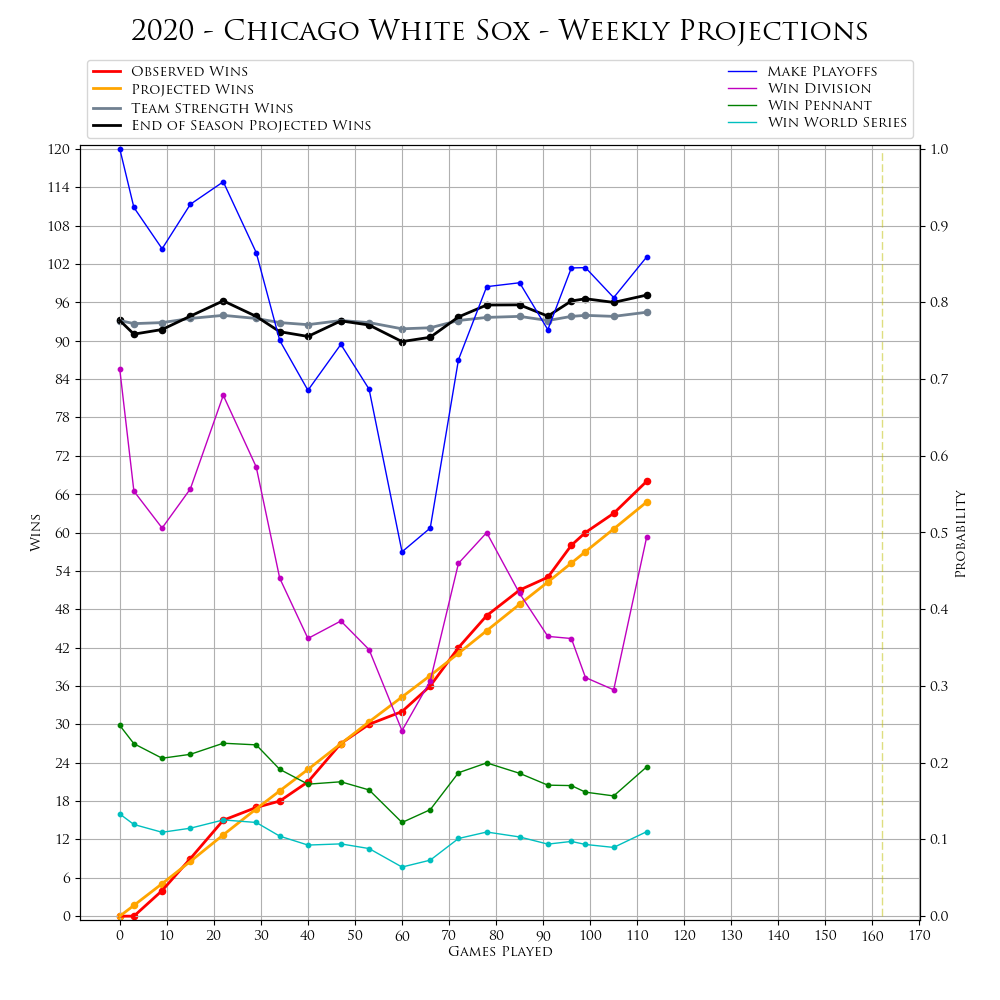 2020 - Chicago White Sox - Weekly Projections
Observed Wins
Projected Wins
Team Strength Wins
End of Season Projected Wins
Make Playoffs
Win Division
Win Pennant
Win World Series
120
114
108
102
96
90
84
78
72
66
60
54
48
42
36
30
24
18
12
6
0
Wins
1.0
0.9
0.8
0.7
0.6
0.5
0.4
0.3
0.2
0.1
0.0
Probability
0 10 20 30 40 50 60 70 80 90 100 110 120 130 140 150 160 170
Games Played